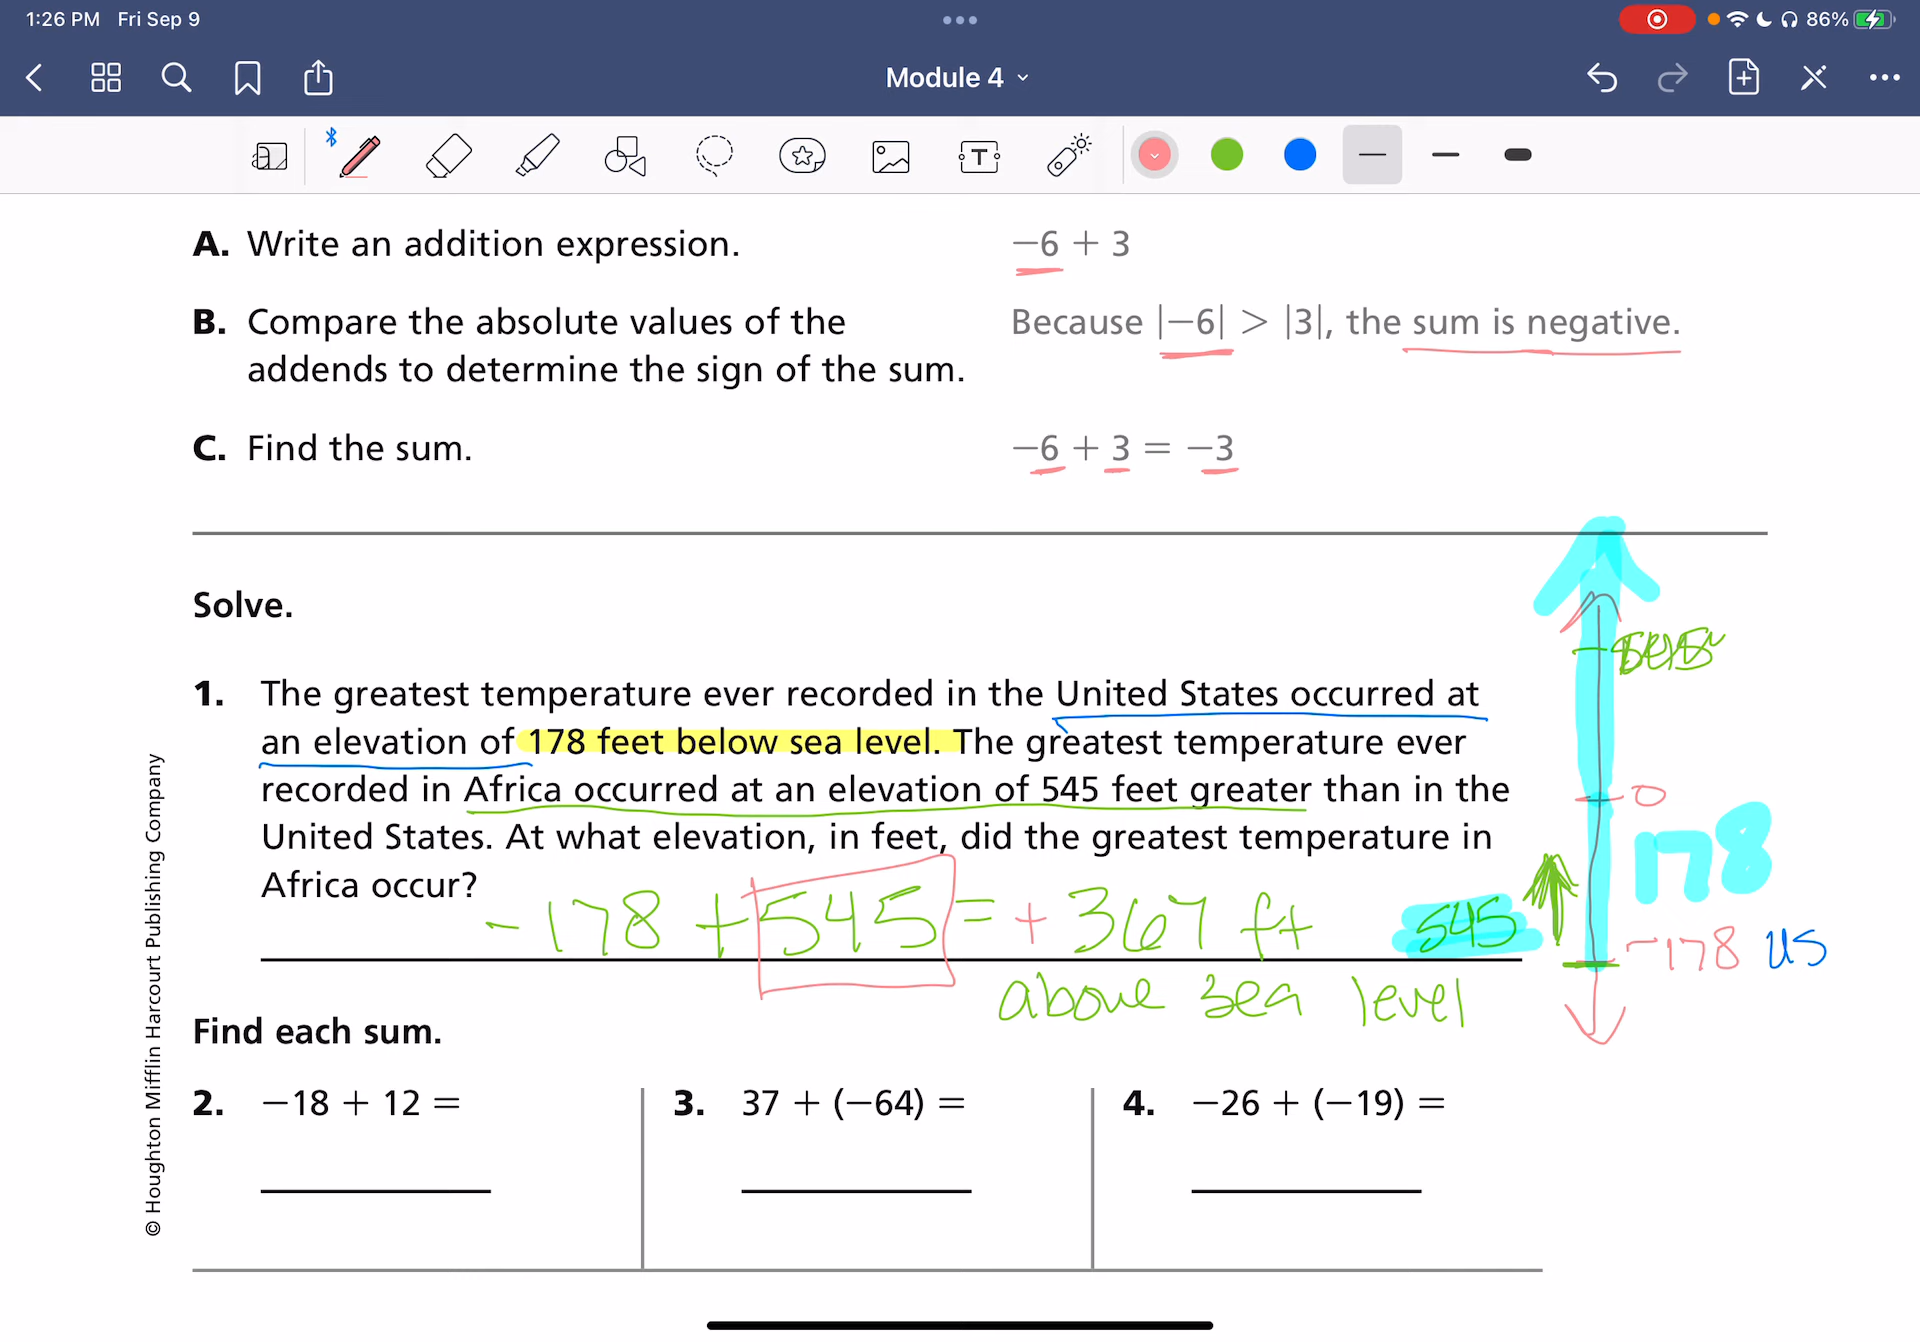 1:26 PM Fri Sep 9
86%
Module 4
A. Write an addition expression. −6 + 3
B. Compare the absolute values of the Because |−6| > |3|, the sum is negative.
addends to determine the sign of the sum.
C. Find the sum. −6 + 3 = −3
Solve.
1. The greatest temperature ever recorded in the United States occurred at
an elevation of 178 feet below sea level. The greatest temperature ever
recorded in Africa occurred at an elevation of 545 feet greater than in the
United States. At what elevation, in feet, did the greatest temperature in
Africa occur?
0
178
-178 + 545 = + 367 ft
545
-178 US
above sea level
Find each sum.
2. −18 + 12 =
3. 37 + (−64) =
4. −26 + (−19) =
© Houghton Mifflin Harcourt Publishing Company